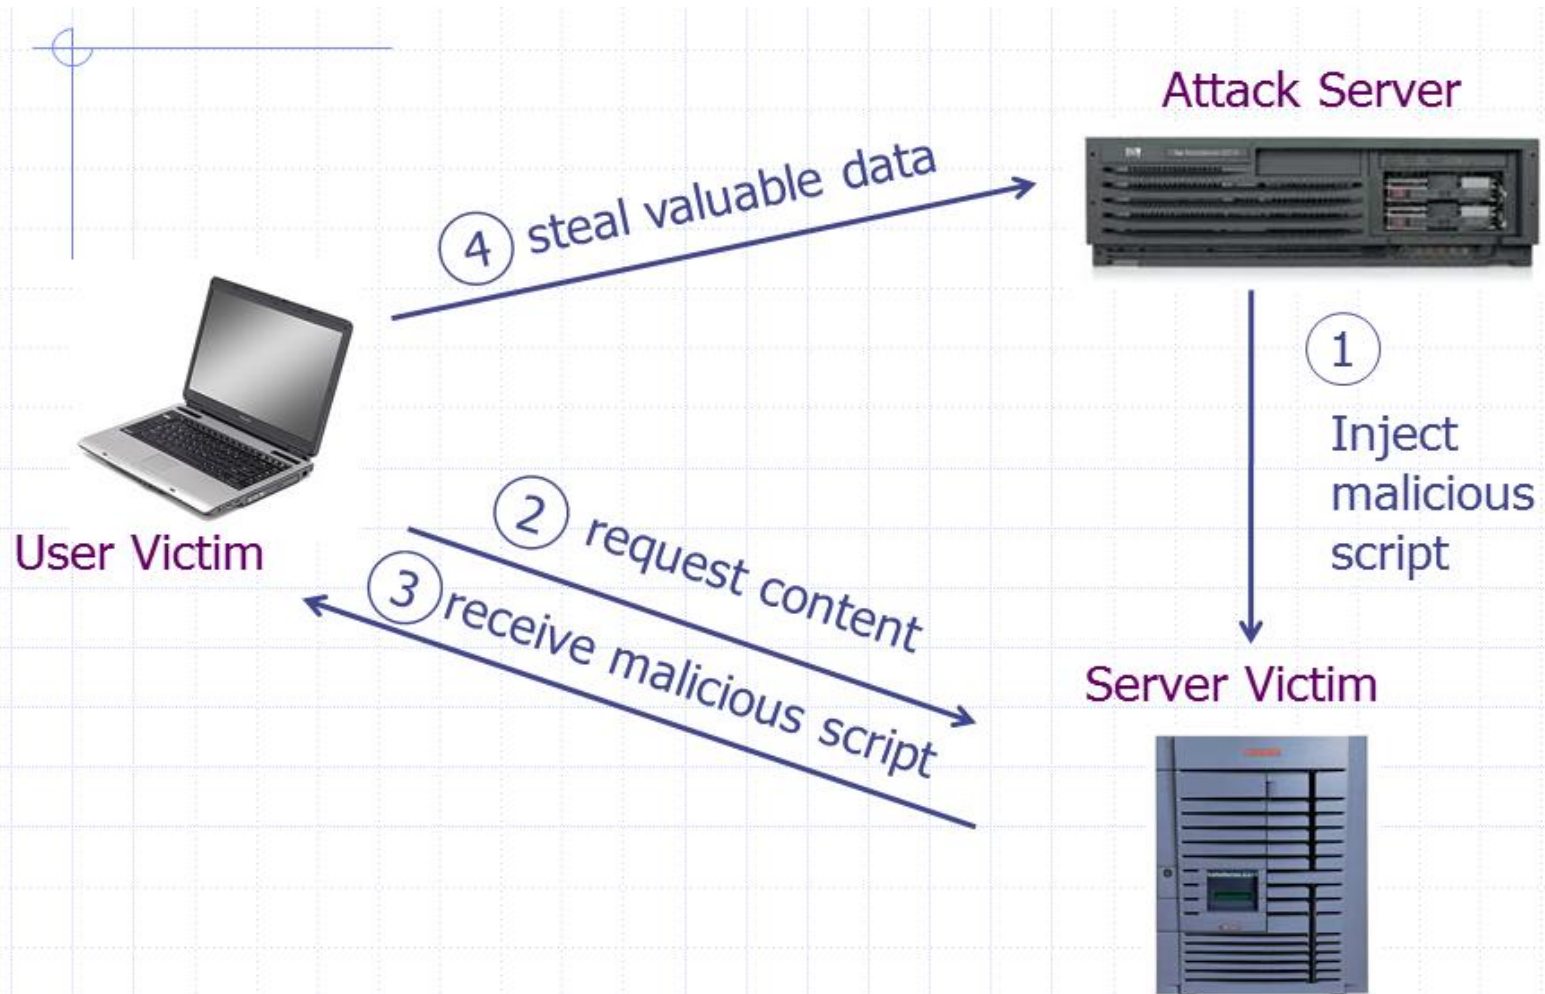 Attack Server
4 steal valuable data
1
Inject
malicious
script
User Victim
2 request content
3 receive malicious script
Server Victim